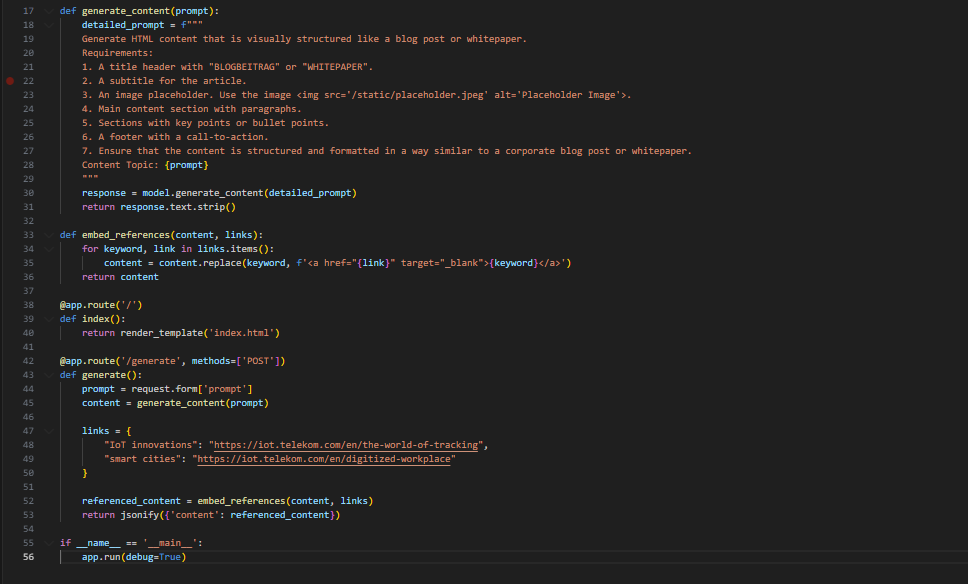 17 def generate_content(prompt):
18 detailed_prompt = f"""
19 Generate HTML content that is visually structured like a blog post or whitepaper.
20 Requirements:
21 1. A title header with "BLOGBEITRAG" or "WHITEPAPER".
22 2. A subtitle for the article.
23 3. An image placeholder. Use the image <img src='/static/placeholder.jpeg' alt='Placeholder Image'>.
24 4. Main content section with paragraphs.
25 5. Sections with key points or bullet points.
26 6. A footer with a call-to-action.
27 7. Ensure that the content is structured and formatted in a way similar to a corporate blog post or whitepaper.
28 Content Topic: {prompt}
29 """
30 response = model.generate_content(detailed_prompt)
31 return response.text.strip()
32
33 def embed_references(content, links):
34 for keyword, link in links.items():
35 content = content.replace(keyword, f'<a href="{link}" target="_blank">{keyword}</a>')
36 return content
37
38 @app.route('/')
39 def index():
40 return render_template('index.html')
41
42 @app.route('/generate', methods=['POST'])
43 def generate():
44 prompt = request.form['prompt']
45 content = generate_content(prompt)
46
47 links = {
48 "IoT innovations": "https://iot.telekom.com/en/the-world-of-tracking",
49 "smart cities": "https://iot.telekom.com/en/digitized-workplace"
50 }
51
52 referenced_content = embed_references(content, links)
53 return jsonify({'content': referenced_content})
54
55 if __name__ == '__main__':
56 app.run(debug=True)